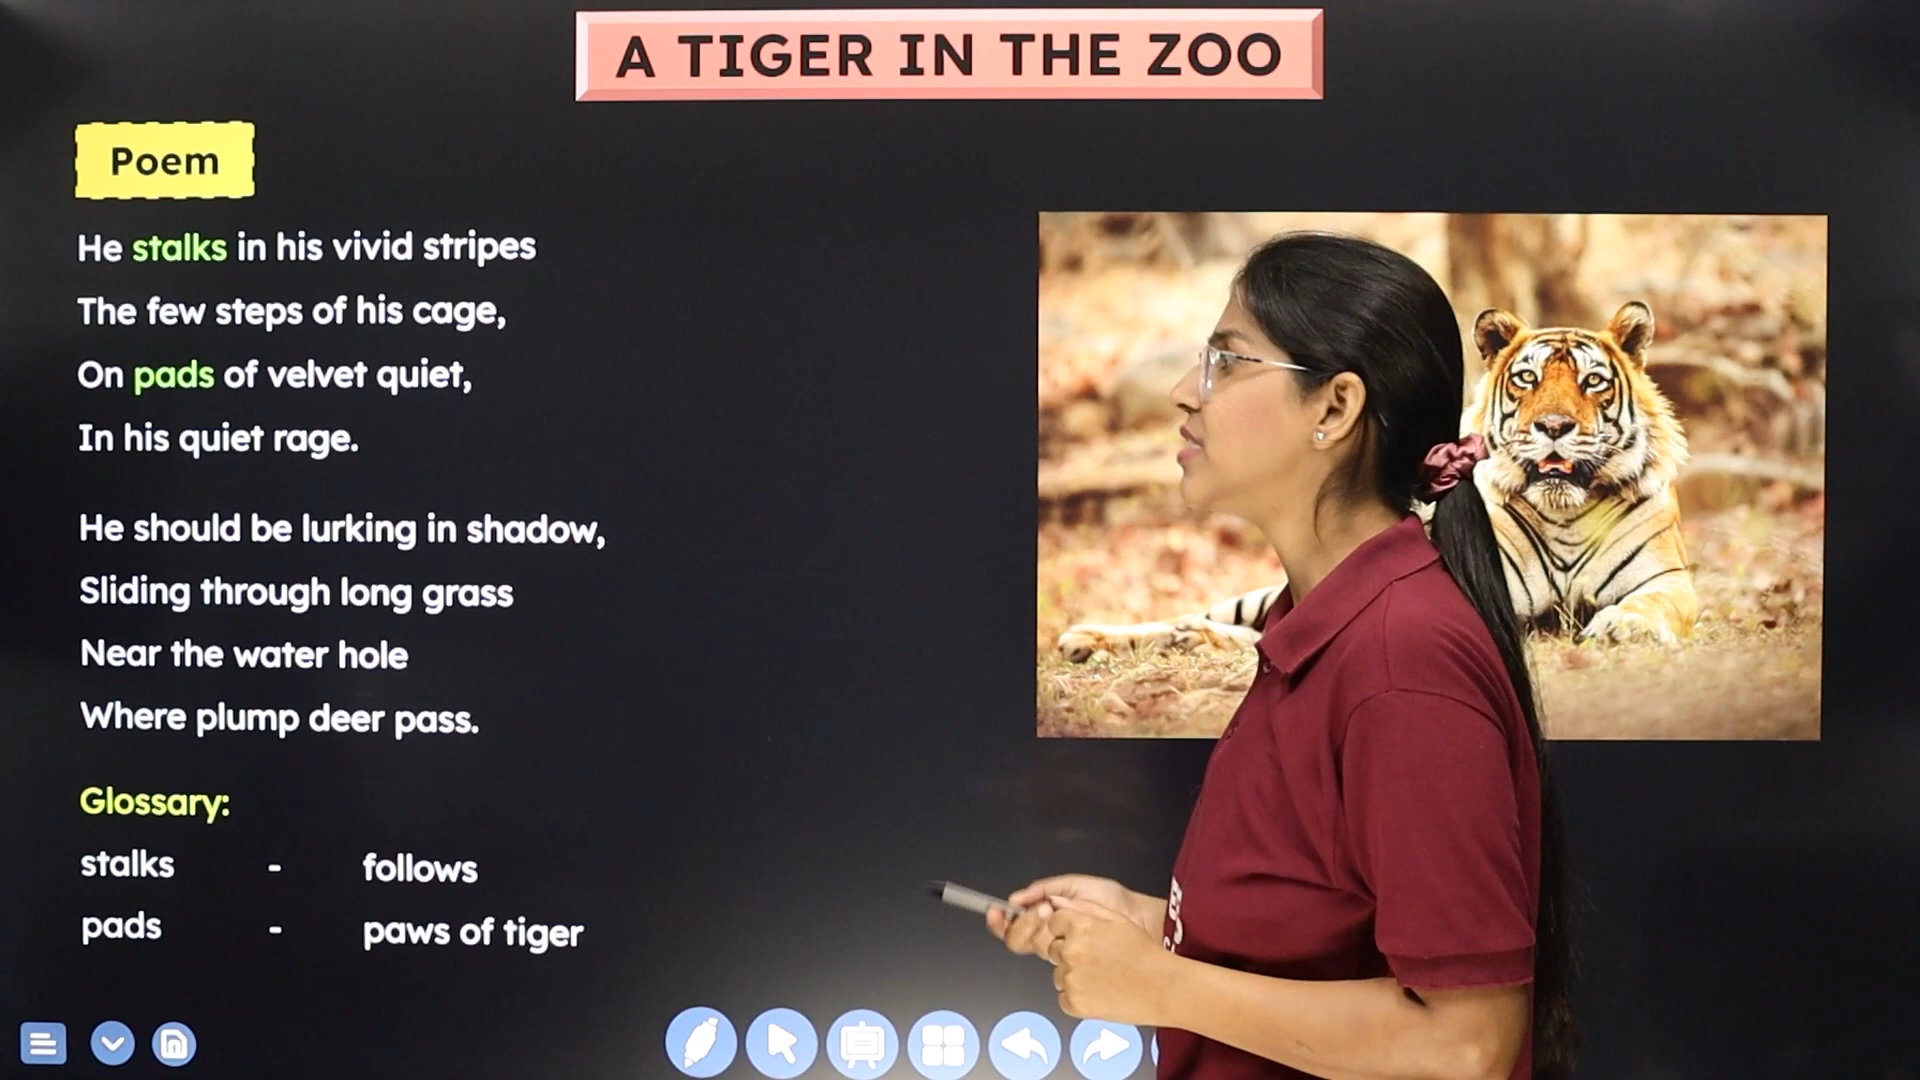 A TIGER IN THE ZOO
Poem
He stalks in his vivid stripes
The few steps of his cage,
On pads of velvet quiet,
In his quiet rage.
He should be lurking in shadow,
Sliding through long grass
Near the water hole
Where plump deer pass.
Glossary:
stalks - follows
pads - paws of tiger